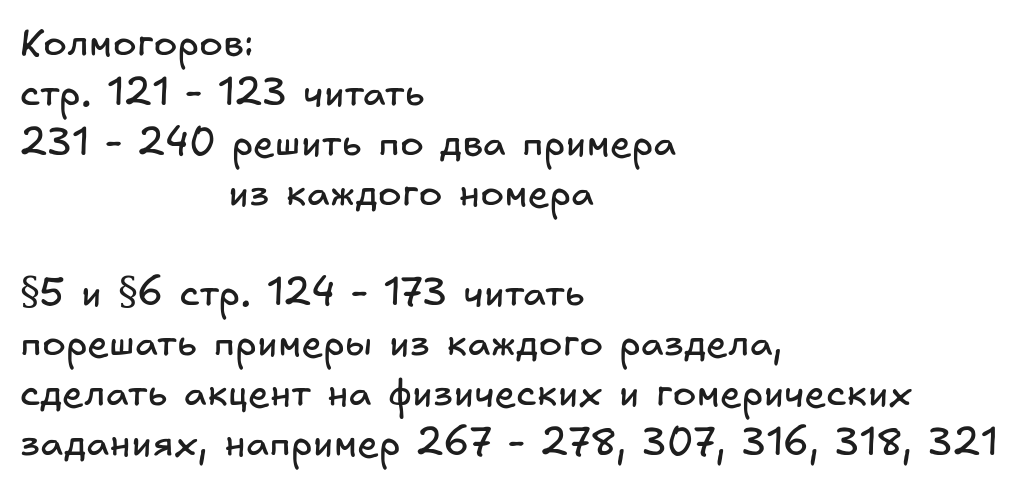 Колмогоров:
стр. 121 - 123 читать
231 - 240 решить по два примера
из каждого номера
§5 и §6 стр. 124 - 173 читать
порешать примеры из каждого раздела,
сделать акцент на физических и гомерических
заданиях, например 267 - 278, 307, 316, 318, 321